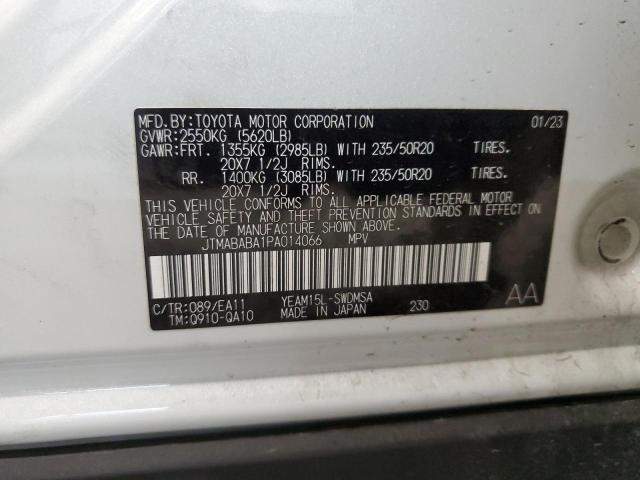 MFD.BY:TOYOTA MOTOR CORPORATION 01/23
GVWR:2550KG (5620LB)
GAWR:FRT. 1355KG (2985LB) WITH 235/50R20 TIRES.
20X7 1/2J RIMS.
RR. 1400KG (3085LB) WITH 235/50R20 TIRES.
20X7 1/2J RIMS.
THIS VEHICLE CONFORMS TO ALL APPLICABLE FEDERAL MOTOR
VEHICLE SAFETY AND THEFT PREVENTION STANDARDS IN EFFECT ON
THE DATE OF MANUFACTURE SHOWN ABOVE.
JTMABABA1PA014066 MPV
C/TR:089/EA11 YEAM15L-SWDMSA AA
TM:Q910-QA10 MADE IN JAPAN 230